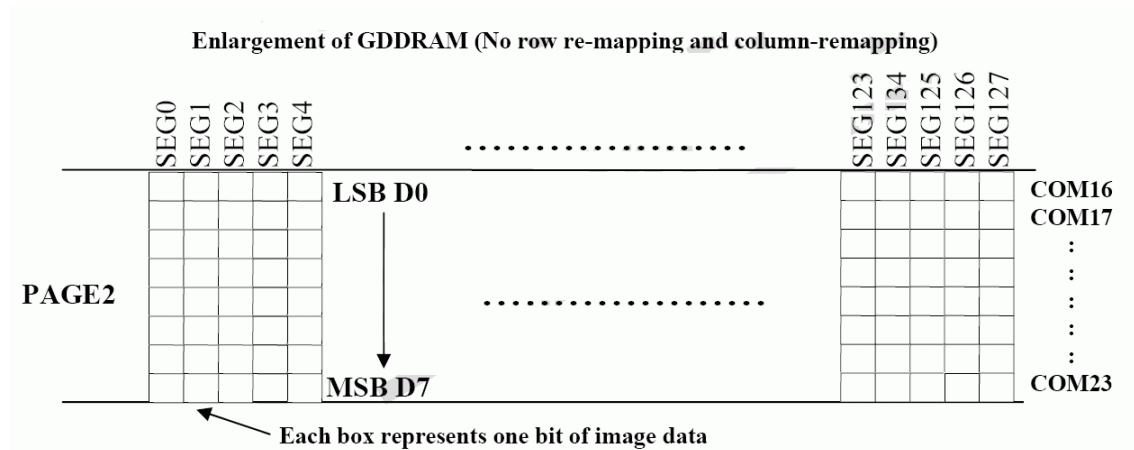 Enlargement of GDDRAM (No row re-mapping and column-remapping)
SEG0
SEG1
SEG2
SEG3
SEG4
....................
SEG123
SEG134
SEG125
SEG126
SEG127
LSB D0
COM16
COM17
:
:
PAGE2
....................
:
:
:
MSB D7
COM23
Each box represents one bit of image data